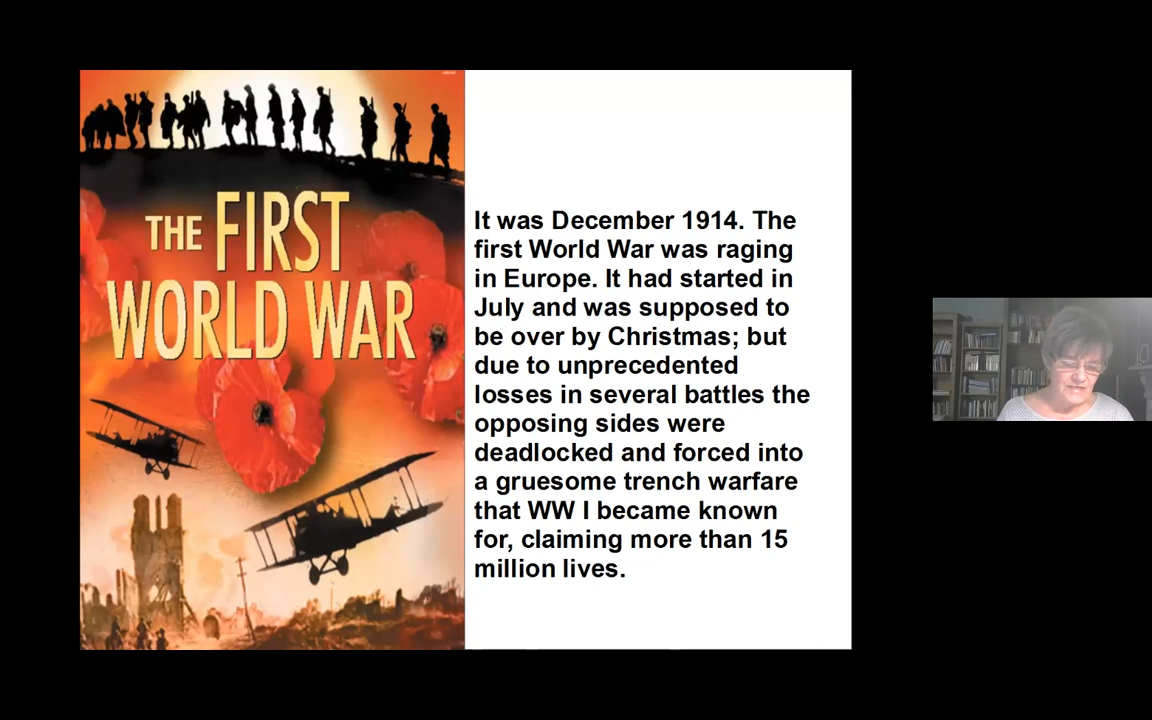 THE FIRST
WORLD WAR
It was December 1914. The
first World War was raging
in Europe. It had started in
July and was supposed to
be over by Christmas; but
due to unprecedented
losses in several battles the
opposing sides were
deadlocked and forced into
a gruesome trench warfare
that WW I became known
for, claiming more than 15
million lives.